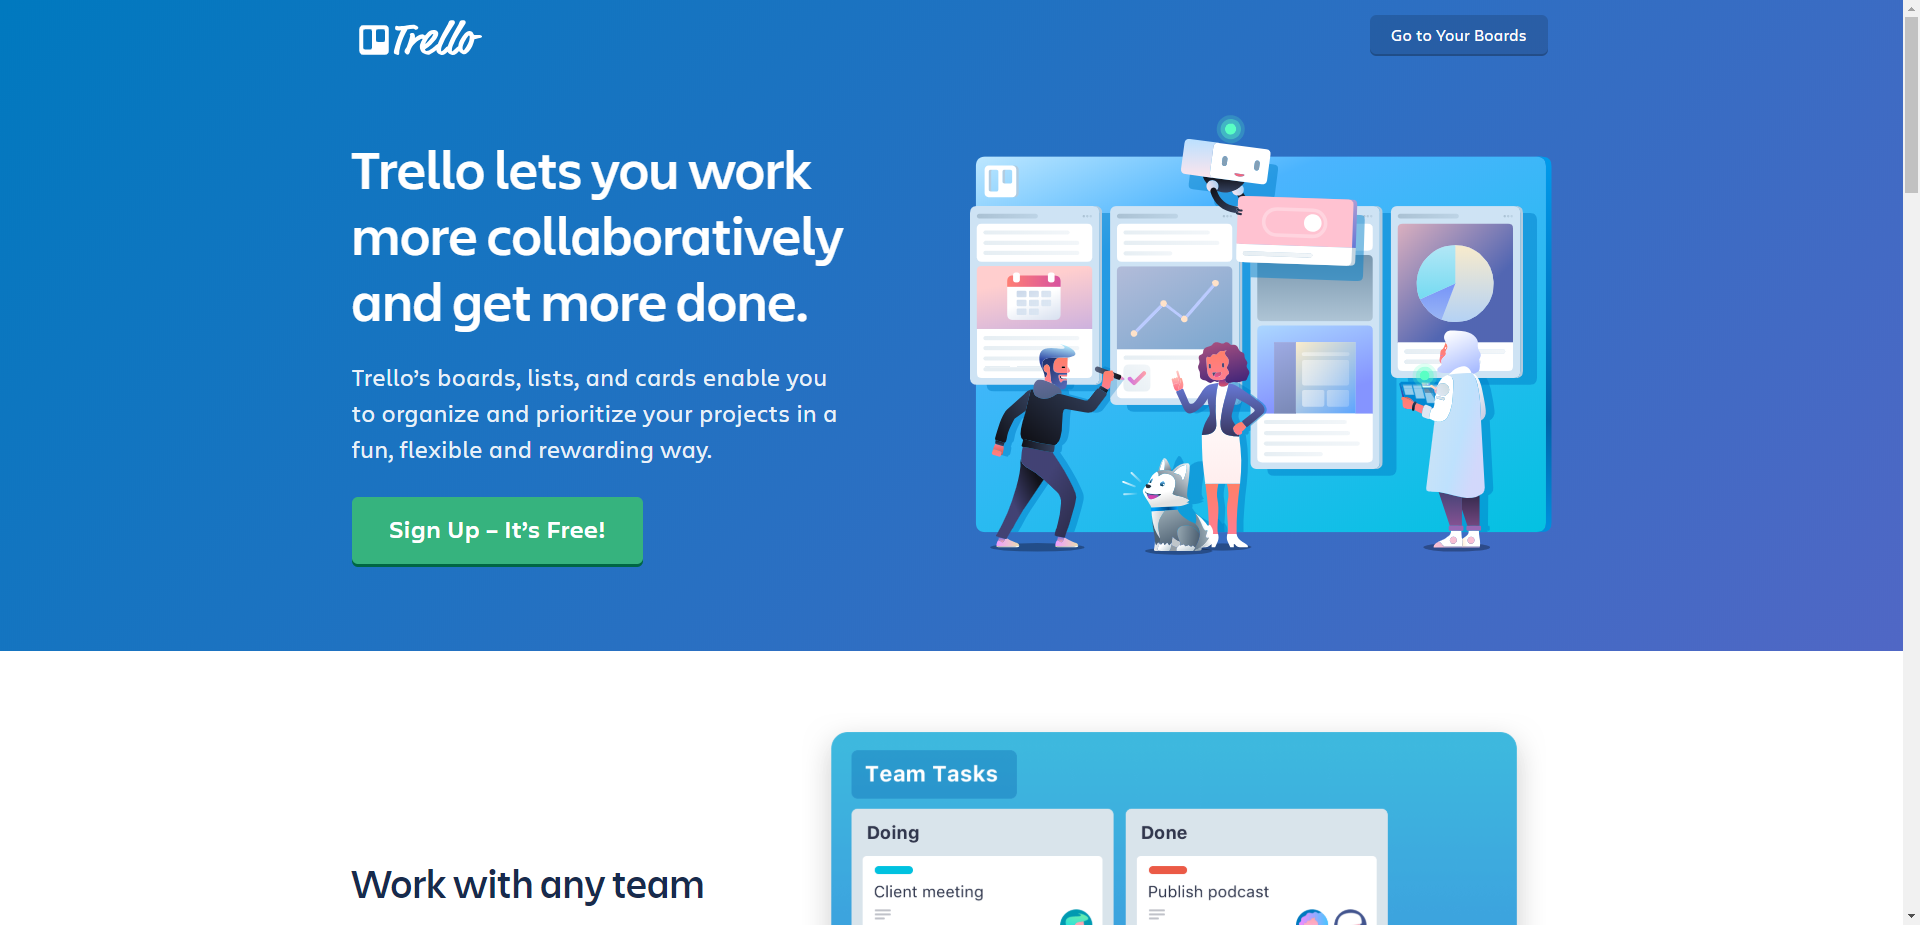 Trello
Go to Your Boards
Trello lets you work
more collaboratively
and get more done.
Trello’s boards, lists, and cards enable you
to organize and prioritize your projects in a
fun, flexible and rewarding way.
Sign Up – It’s Free!
Work with any team
Team Tasks
Doing
Client meeting
Done
Publish podcast